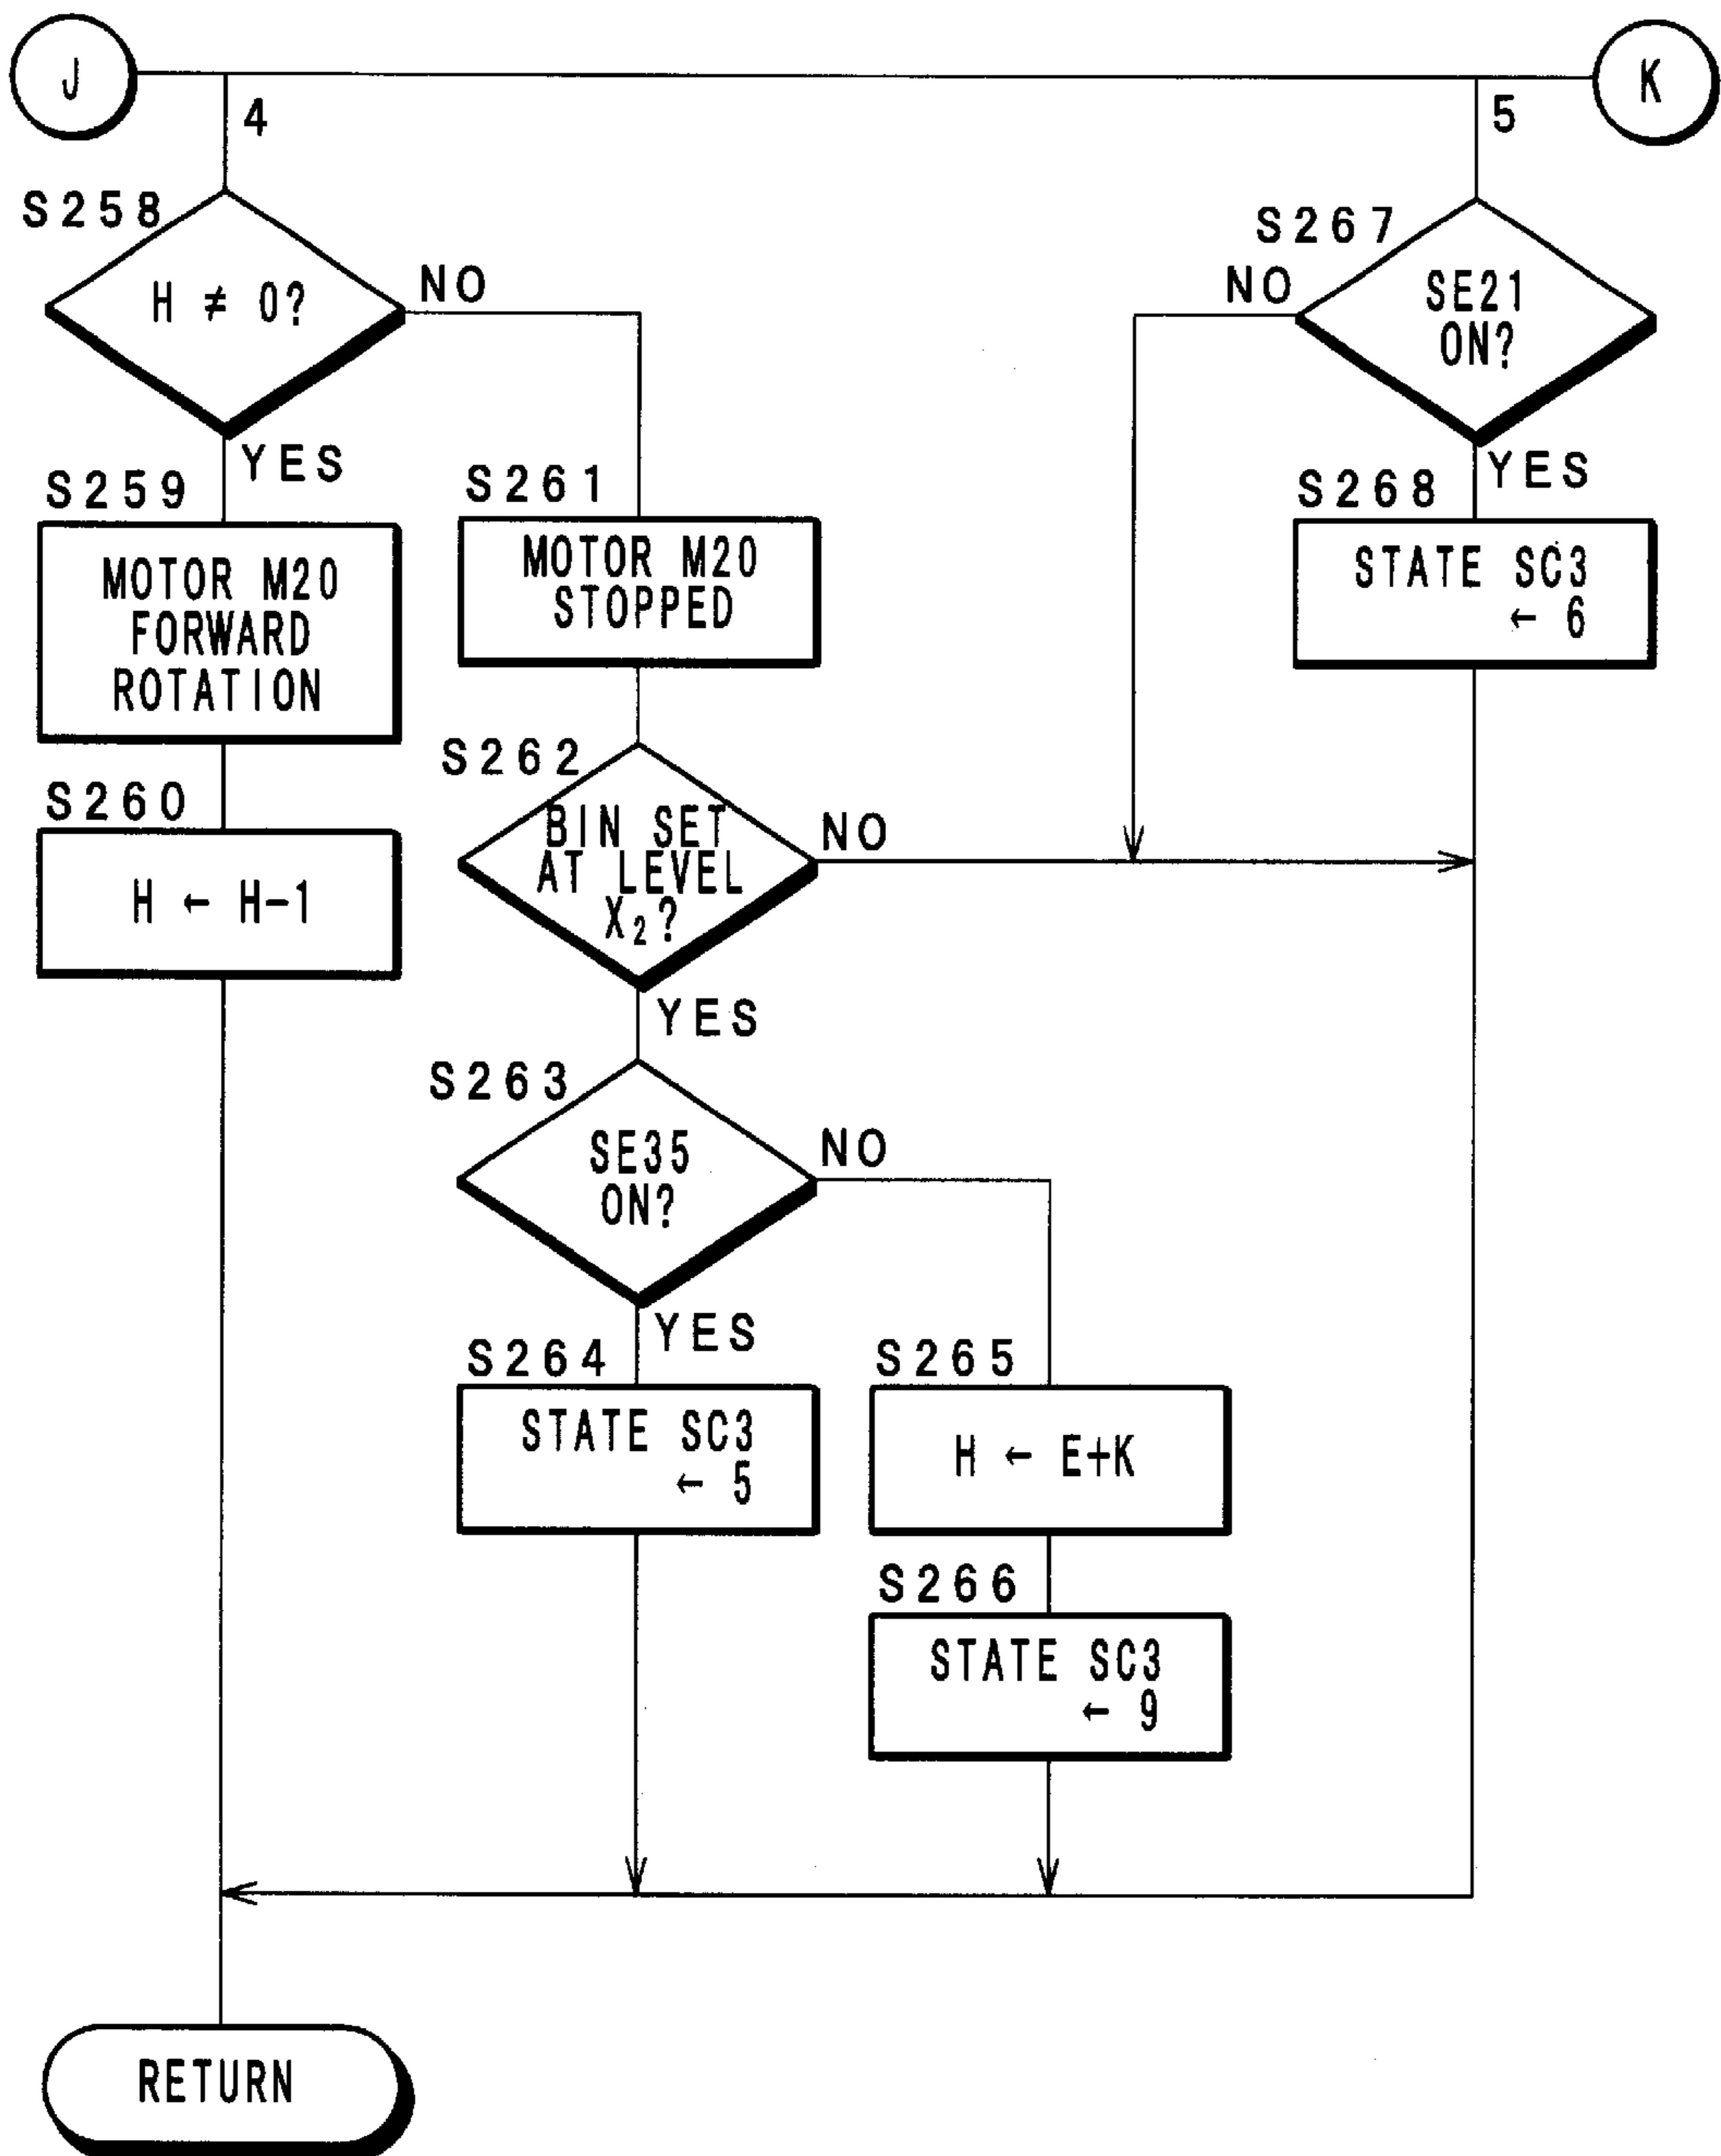 J
K
4
5
S258
H ≠ 0?
NO
YES
S259
MOTOR M20
FORWARD
ROTATION
S260
H ← H-1
S261
MOTOR M20
STOPPED
S262
BIN SET
AT LEVEL
X₂?
NO
YES
S263
SE35
ON?
NO
YES
S264
STATE SC3
← 5
S265
H ← E+K
S266
STATE SC3
← 9
S267
SE21
ON?
NO
YES
S268
STATE SC3
← 6
RETURN